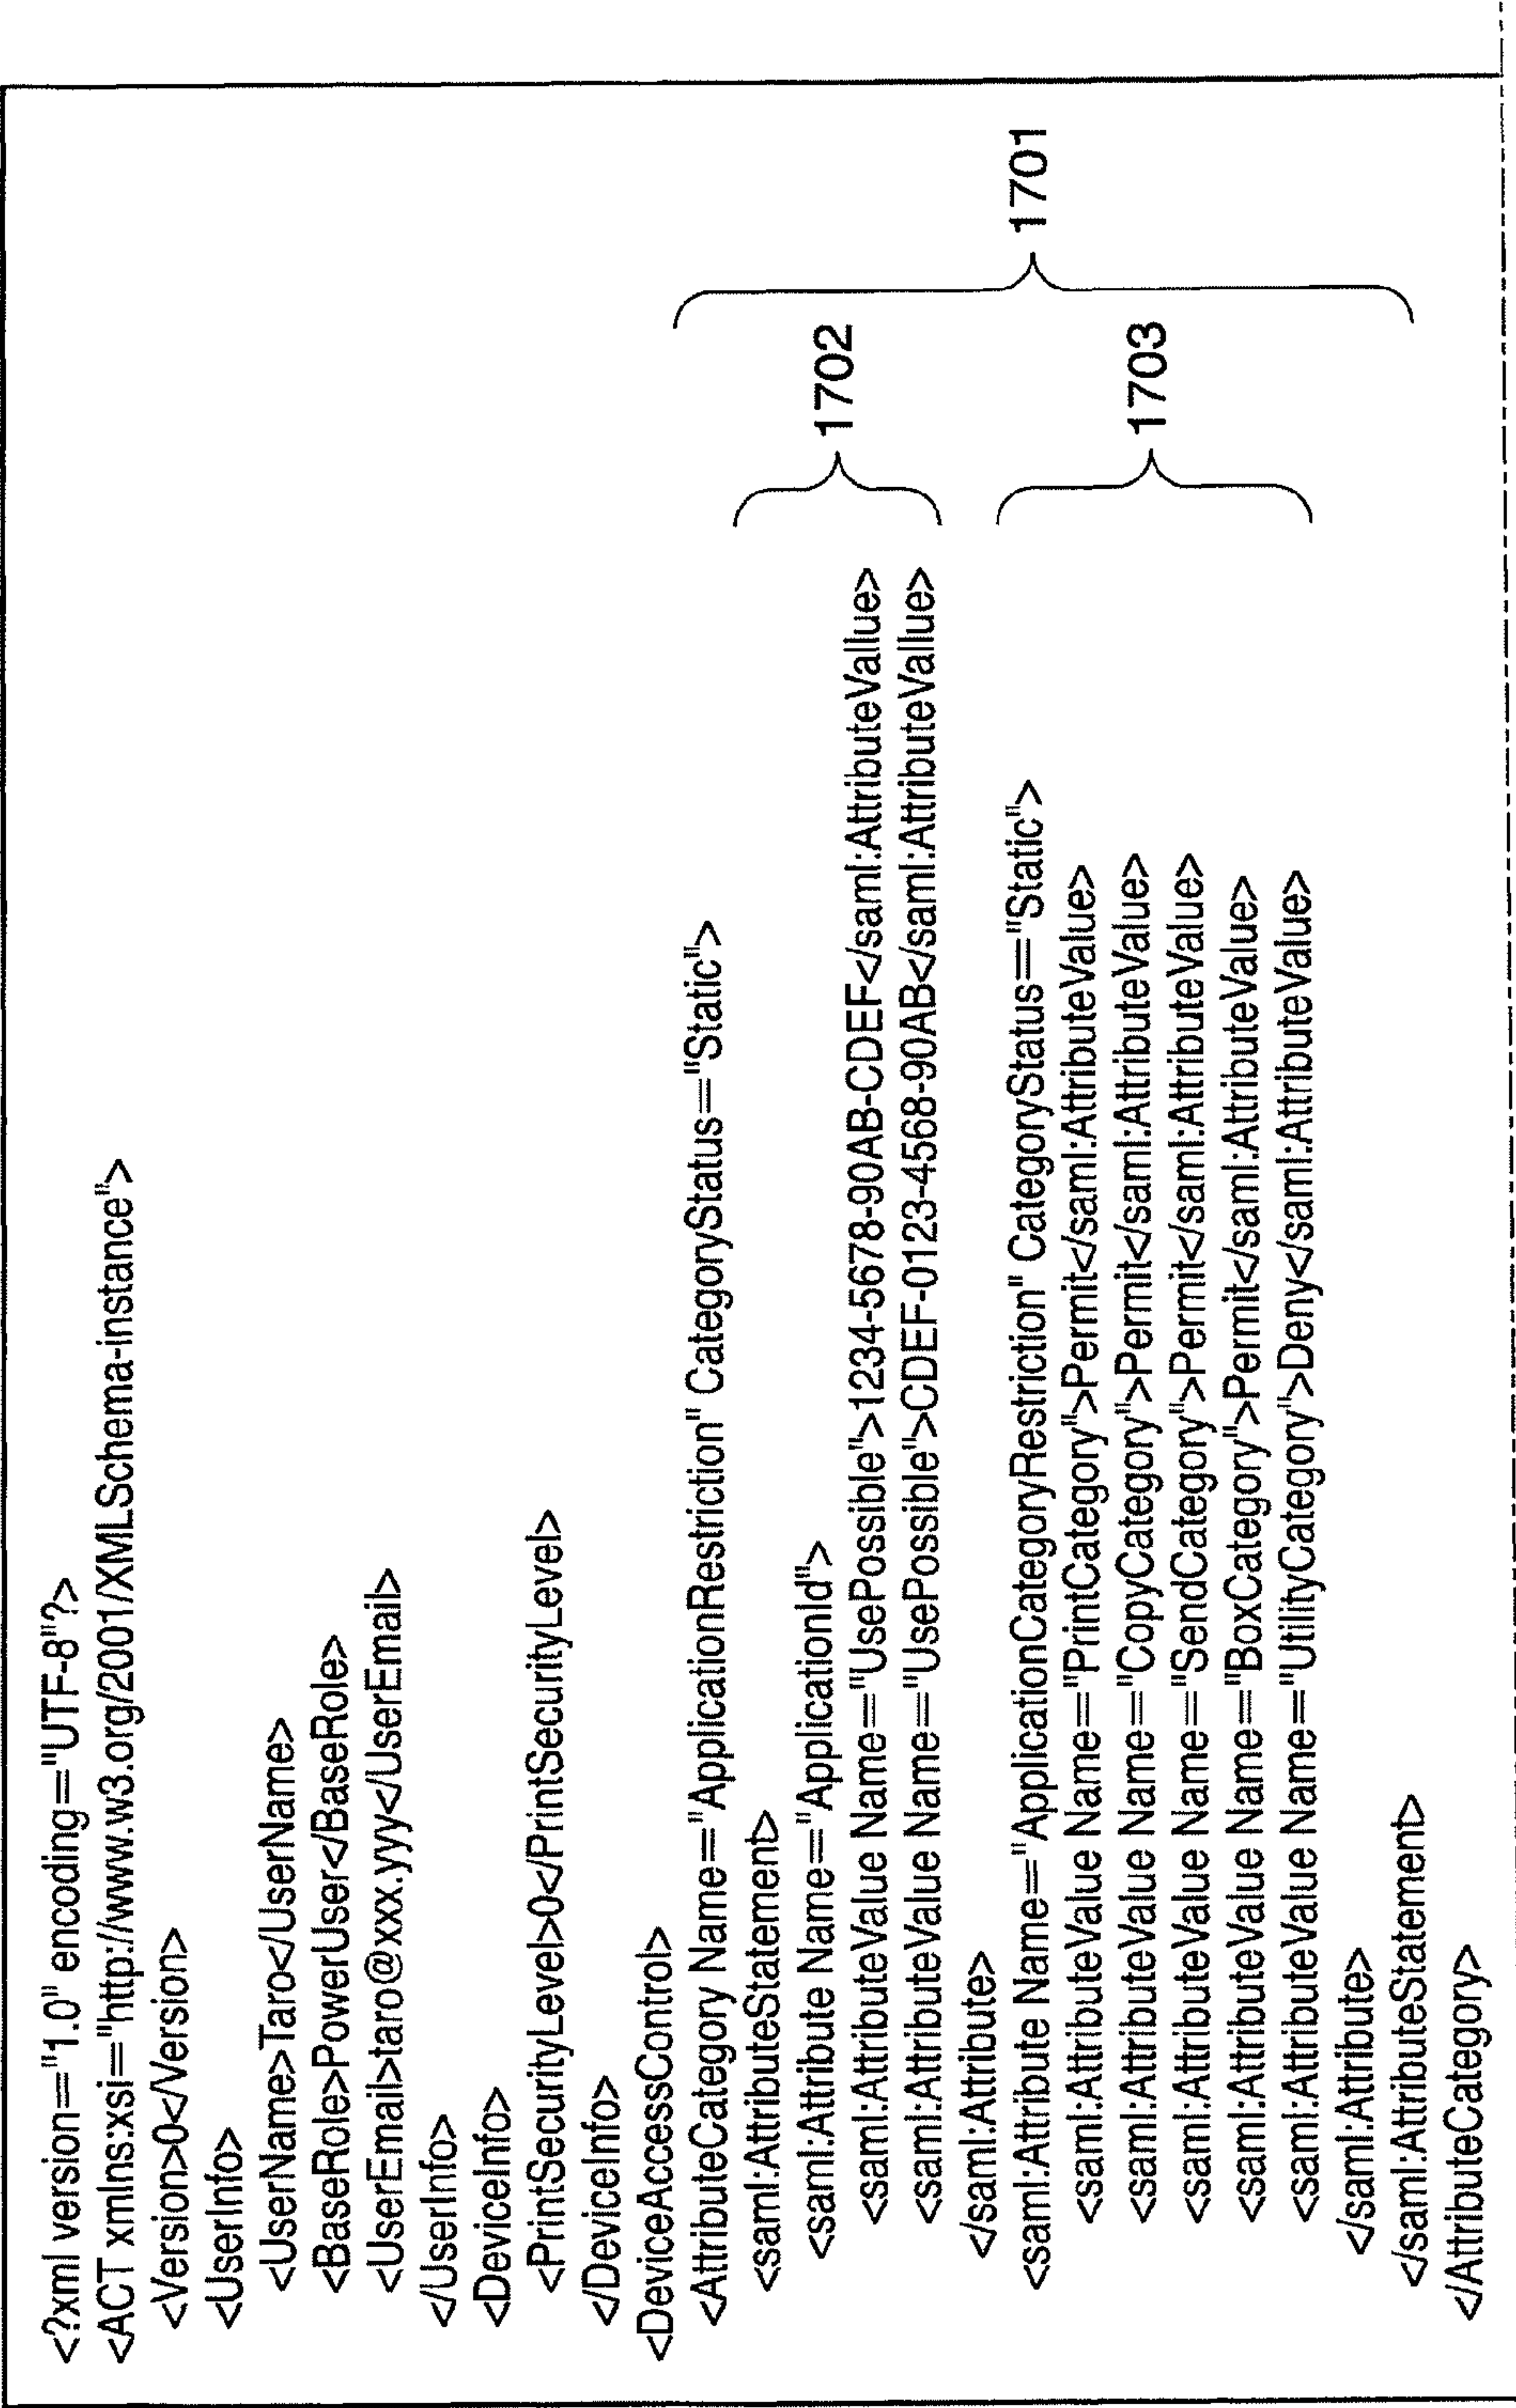 <?xml version="1.0" encoding="UTF-8"?>
<ACT xmlns:xsi="http://www.w3.org/2001/XMLSchema-instance">
<Version>0</Version>
<UserInfo>
<UserName>Taro</UserName>
<BaseRole>PowerUser</BaseRole>
<UserEmail>taro@xxx.yyy</UserEmail>
</UserInfo>
<DeviceInfo>
<PrintSecurityLevel>0</PrintSecurityLevel>
</DeviceInfo>
<DeviceAccessControl>
<AttributeCategory Name="ApplicationRestriction" CategoryStatus="Static">
<saml:AttributeStatement>
<saml:Attribute Name="ApplicationId">
<saml:AttributeValue Name="UsePossible">1234-5678-90AB-CDEF</saml:AttributeVallue>
<saml:AttributeValue Name="UsePossible">CDEF-0123-4568-90AB</saml:AttributeVallue>
</saml:Attribute>
<saml:Attribute Name="ApplicationCategoryRestriction" CategoryStatus="Static">
<saml:AttributeValue Name="PrintCategory">Permit</saml:AttributeValue>
<saml:AttributeValue Name="CopyCategory">Permit</saml:AttributeValue>
<saml:AttributeValue Name="SendCategory">Permit</saml:AttributeValue>
<saml:AttributeValue Name="BoxCategory">Permit</saml:AttributeValue>
<saml:AttributeValue Name="UtilityCategory">Deny</saml:AttributeValue>
</saml:Attribute>
</saml:AttributeStatement>
</AttributeCategory>
1702
1703
1701